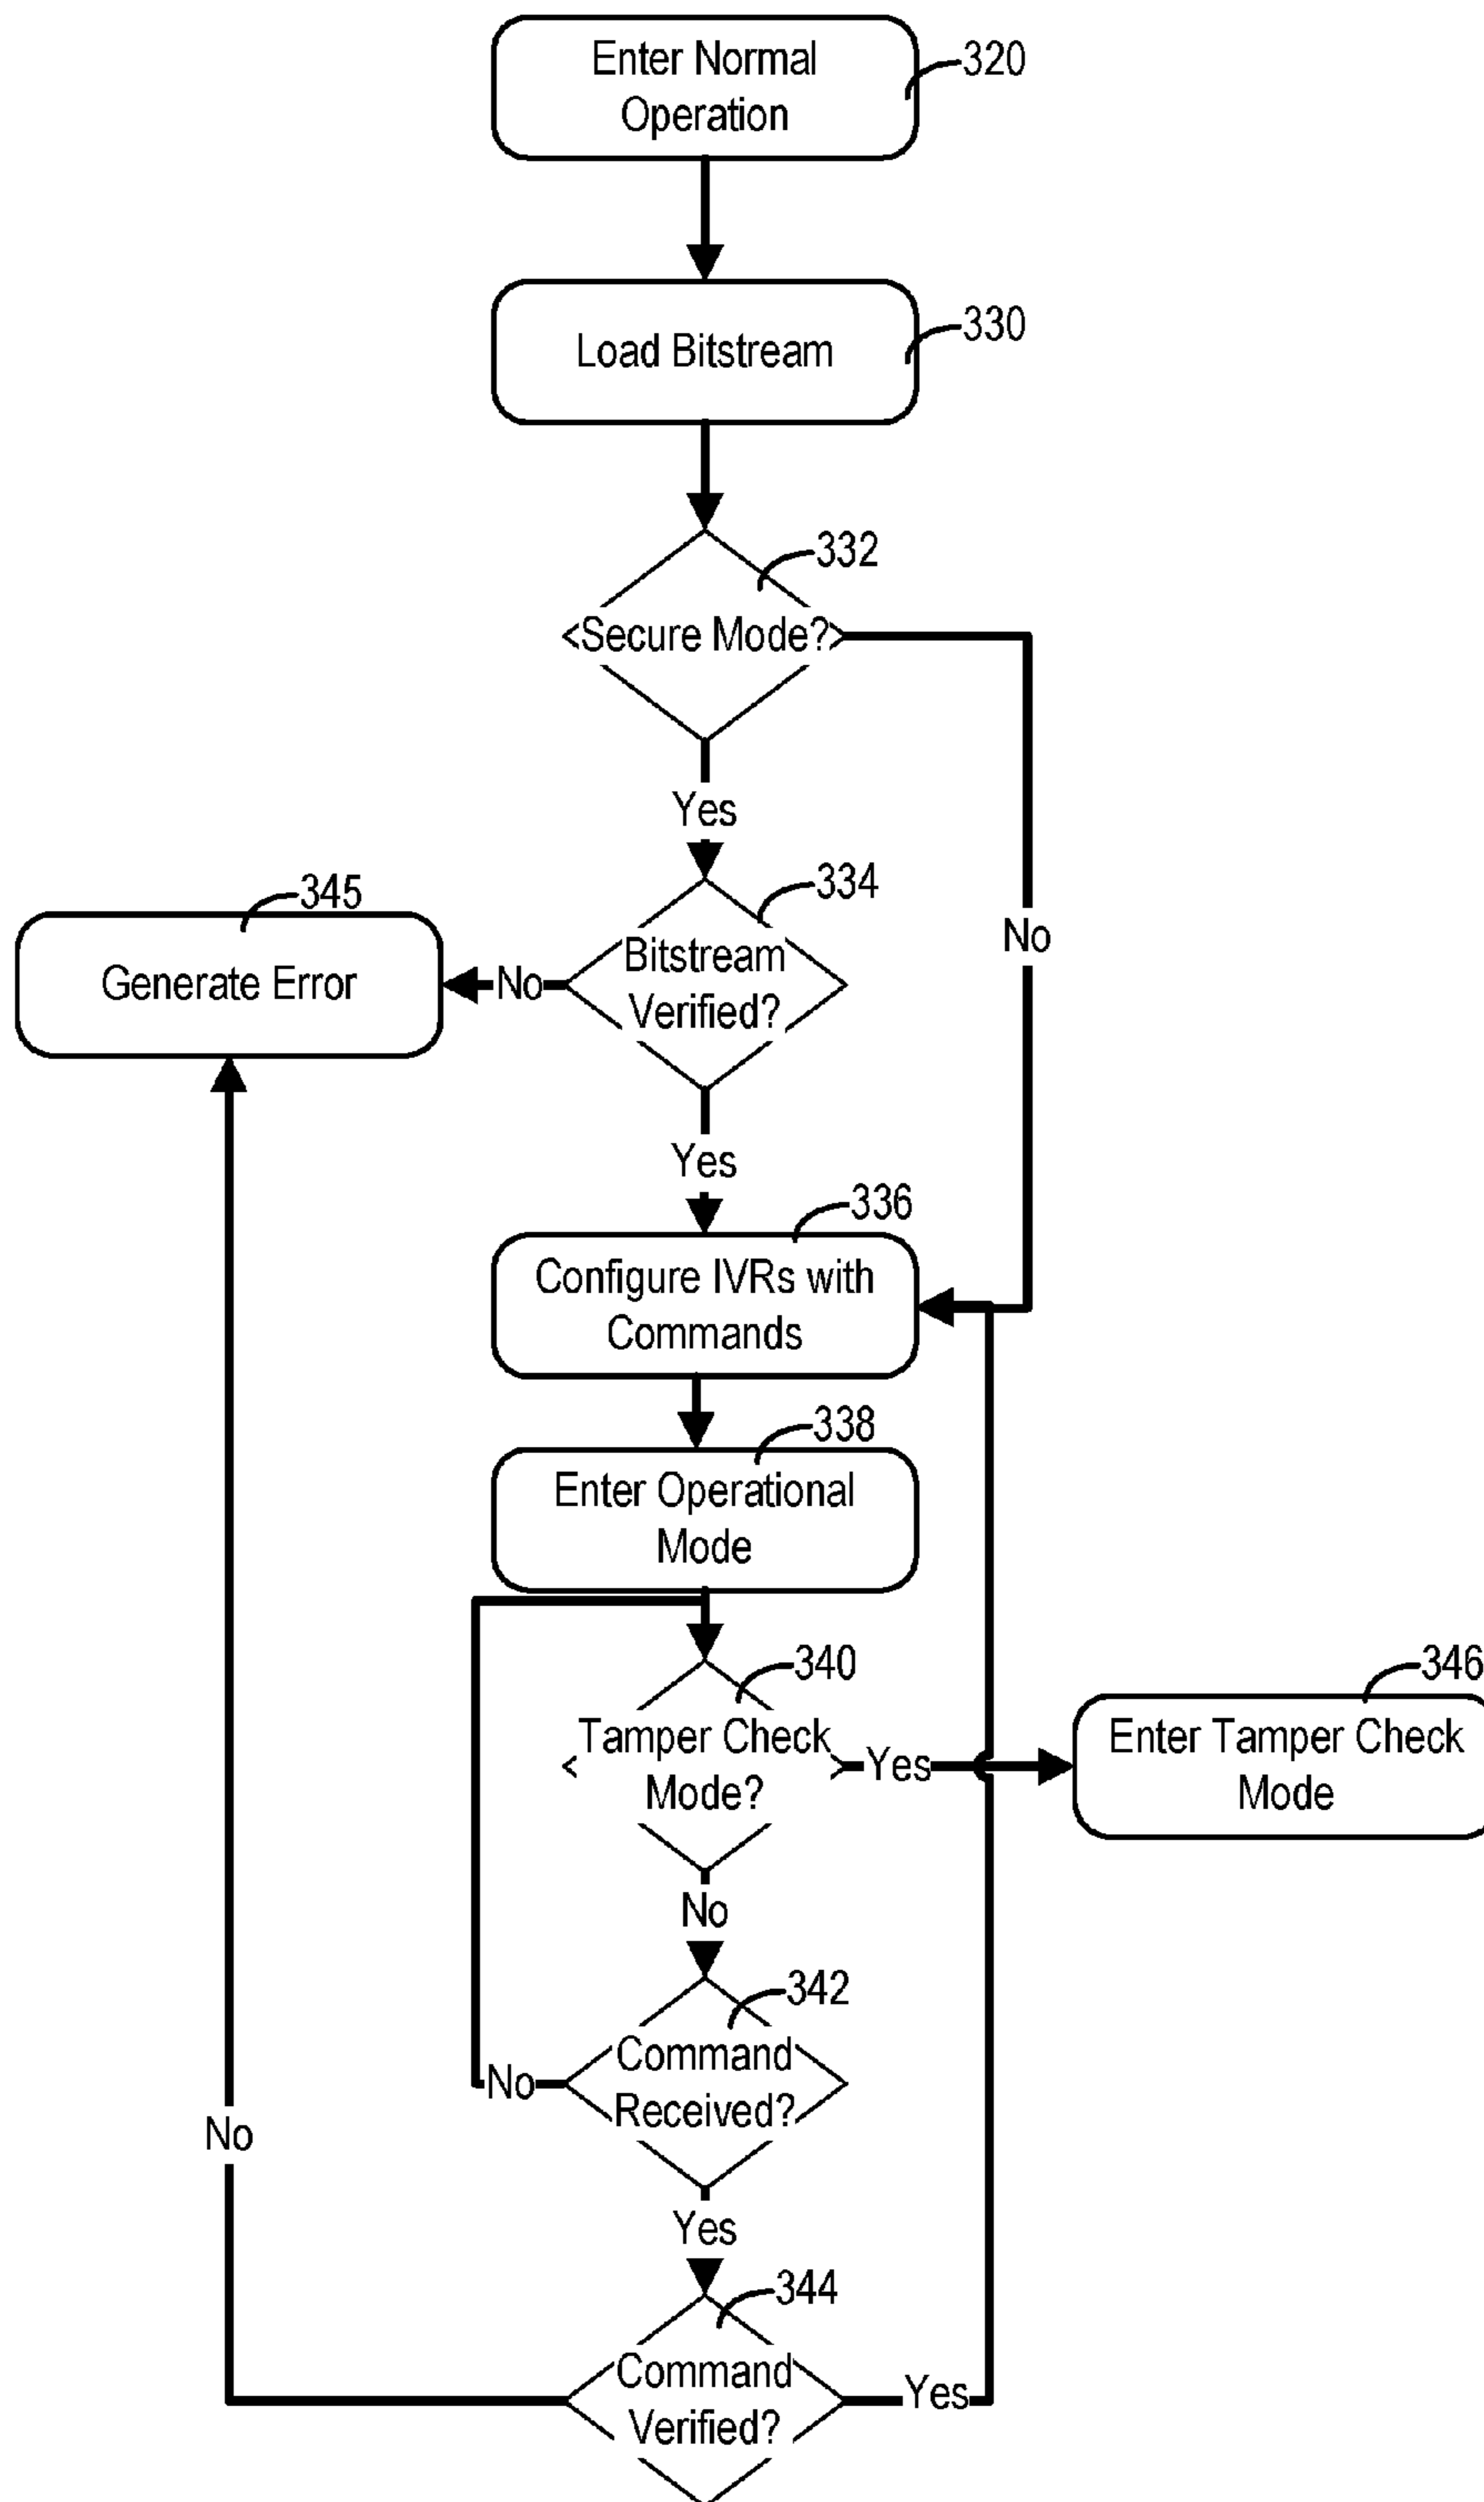 Enter Normal
Operation
320
Load Bitstream
330
332
Secure Mode?
Yes
No
334
345
Bitstream
Verified?
No
Generate Error
Yes
336
Configure IVRs with
Commands
338
Enter Operational
Mode
340
346
Tamper Check
Mode?
Yes
Enter Tamper Check
Mode
No
342
Command
Received?
No
Yes
No
344
Command
Verified?
Yes